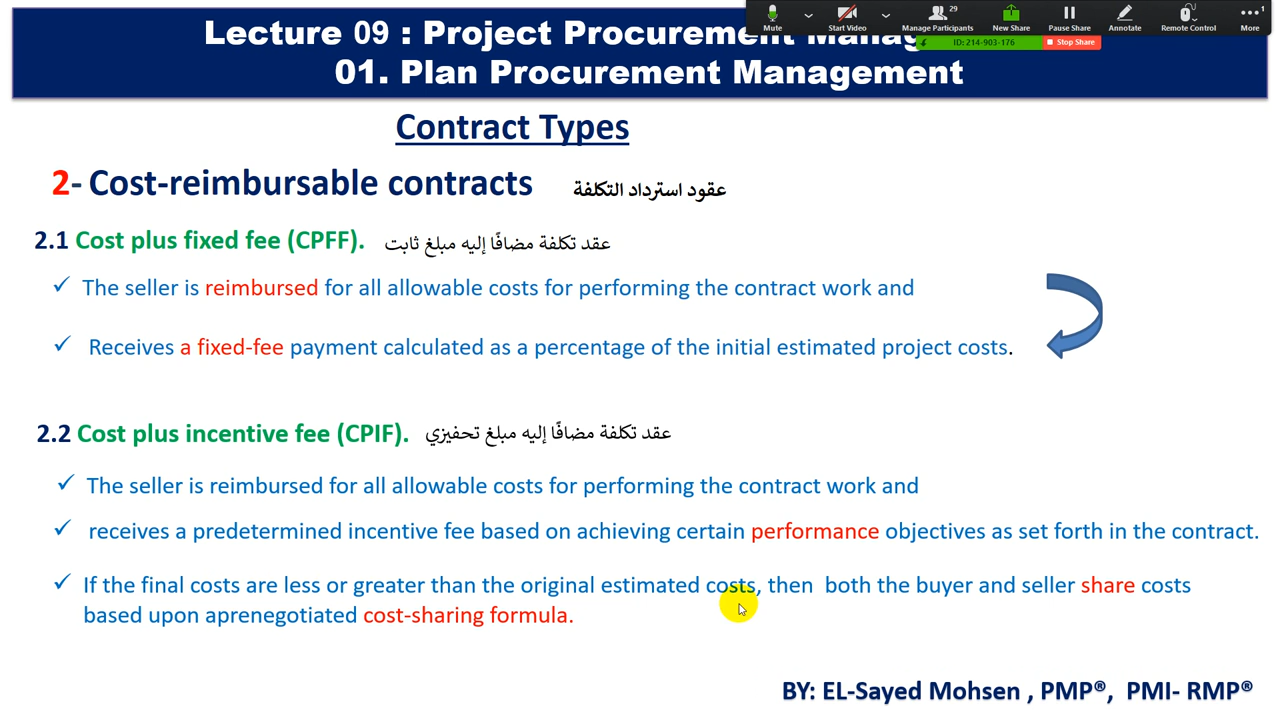 Mute
Start Video
29
Manage Participants
New Share
Pause Share
Annotate
Remote Control
1
More
ID: 214-903-176
Stop Share
Lecture 09 : Project Procurement
01. Plan Procurement Management
Contract Types
2- Cost-reimbursable contracts عقود استرداد التكلفة
2.1 Cost plus fixed fee (CPFF). عقد تكلفة مضافًا إليه مبلغ ثابت
✓ The seller is reimbursed for all allowable costs for performing the contract work and
✓ Receives a fixed-fee payment calculated as a percentage of the initial estimated project costs.
2.2 Cost plus incentive fee (CPIF). عقد تكلفة مضافًا إليه مبلغ تحفيزي
✓ The seller is reimbursed for all allowable costs for performing the contract work and
✓ receives a predetermined incentive fee based on achieving certain performance objectives as set forth in the contract.
✓ If the final costs are less or greater than the original estimated costs, then both the buyer and seller share costs
based upon aprenegotiated cost-sharing formula.
BY: EL-Sayed Mohsen , PMP®, PMI- RMP®